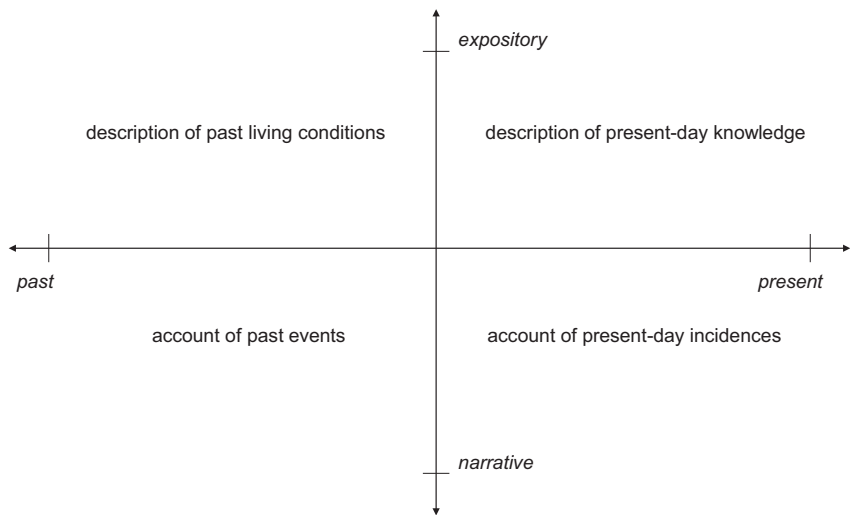 expository
description of past living conditions
description of present-day knowledge
past
present
account of past events
account of present-day incidences
narrative